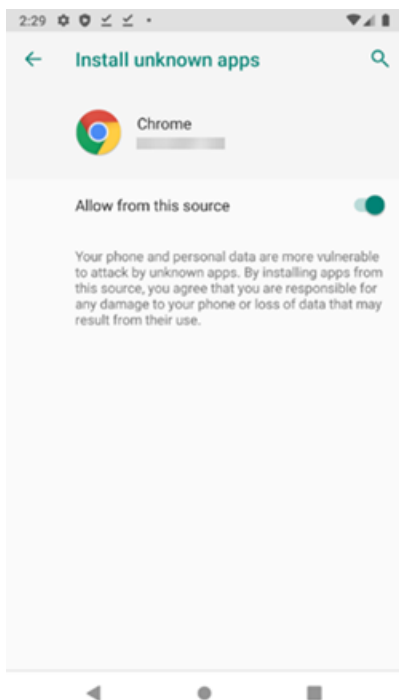 2:29
Install unknown apps
Chrome
Allow from this source
Your phone and personal data are more vulnerable
to attack by unknown apps. By installing apps from
this source, you agree that you are responsible for
any damage to your phone or loss of data that may
result from their use.